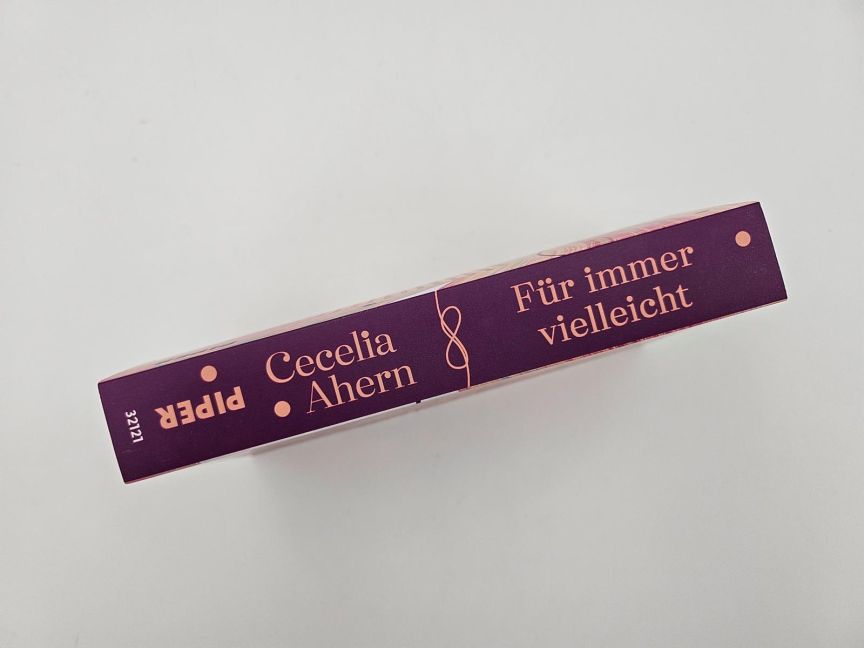 32121
PIPER
Cecelia
Ahern
Für immer
vielleicht